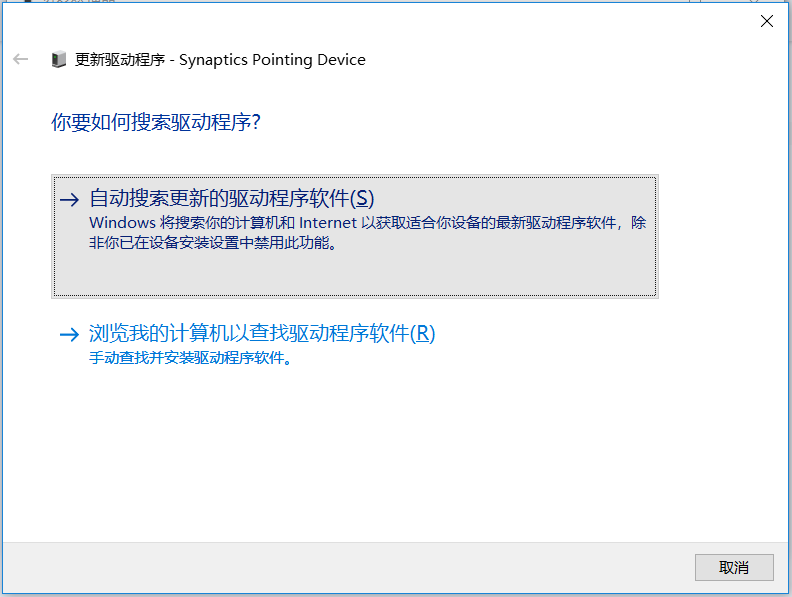 更新驱动程序 - Synaptics Pointing Device
你要如何搜索驱动程序?
自动搜索更新的驱动程序软件(S)
Windows 将搜索你的计算机和 Internet 以获取适合你设备的最新驱动程序软件，除
非你已在设备安装设置中禁用此功能。
浏览我的计算机以查找驱动程序软件(R)
手动查找并安装驱动程序软件。
取消